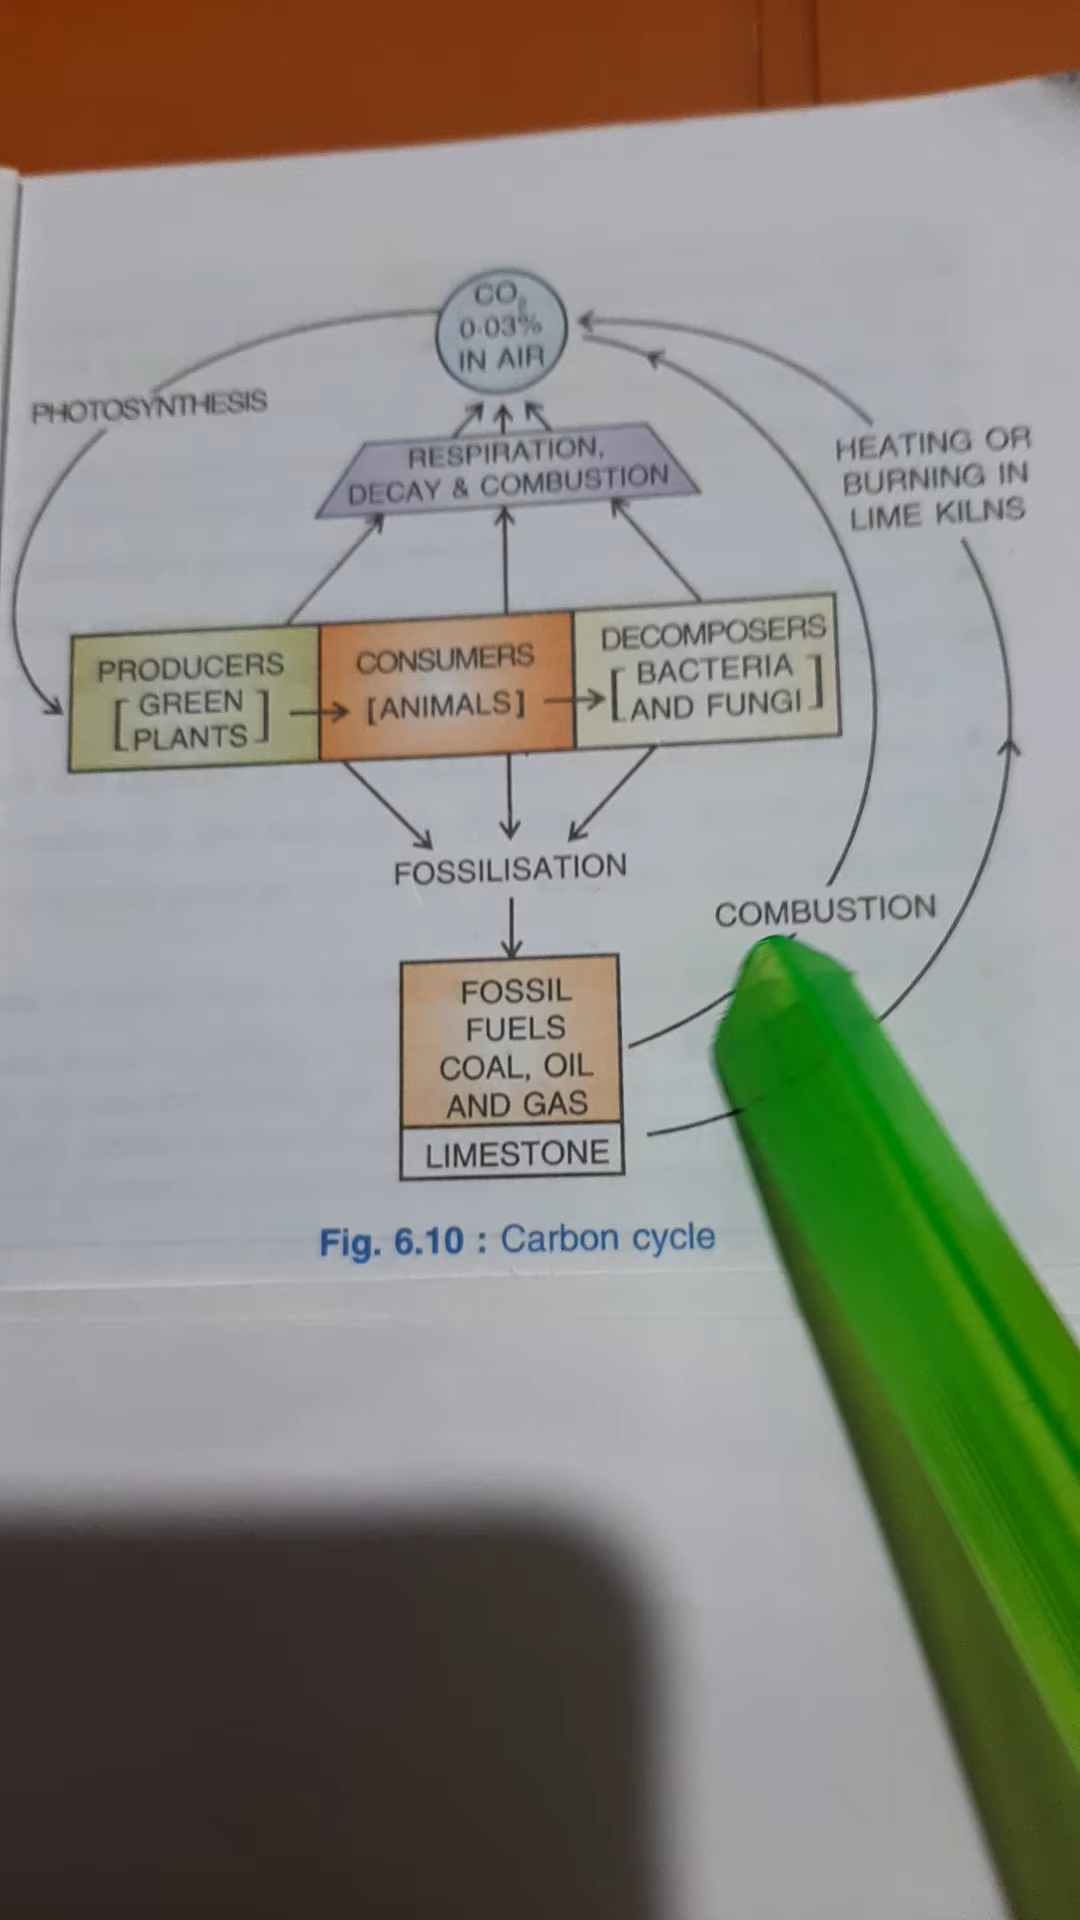 CO₂
0·03%
IN AIR
PHOTOSYNTHESIS
RESPIRATION,
DECAY & COMBUSTION
HEATING OR
BURNING IN
LIME KILNS
PRODUCERS
[GREEN
PLANTS]
CONSUMERS
[ANIMALS]
DECOMPOSERS
[BACTERIA
AND FUNGI]
FOSSILISATION
COMBUSTION
FOSSIL
FUELS
COAL, OIL
AND GAS
LIMESTONE
Fig. 6.10 : Carbon cycle